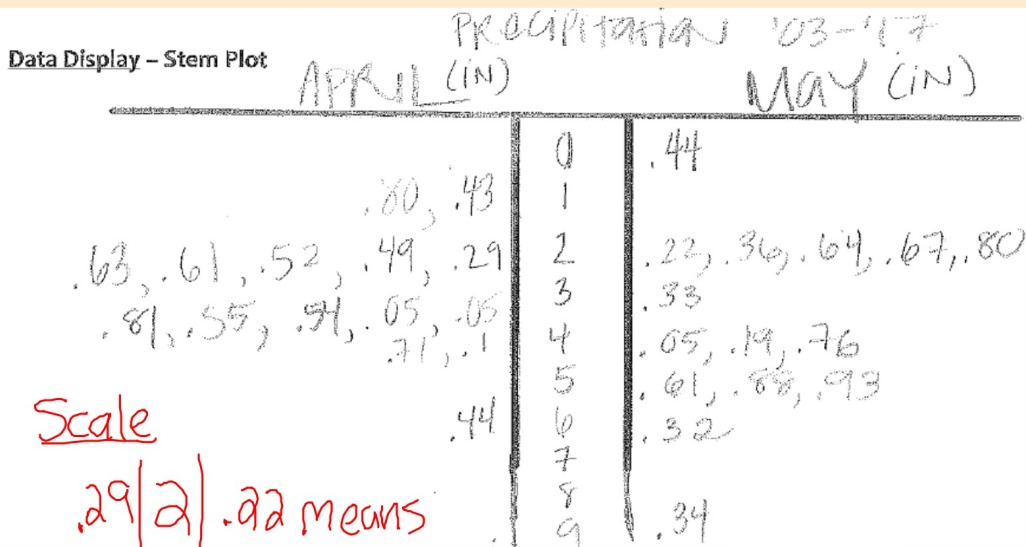 PRECIPITATION '03-'17
Data Display – Stem Plot
APRIL (IN) MAY (IN)
0 .44
.80, .43 1
.63, .61, .52, .49, .29 2 .22, .36, .64, .67, .80
.81, .55, .54, .05, .05 3 .33
.71, .1 4 .05, .19, .76
5 .61, .88, .93
Scale .44 6 .32
7
8
.29|2|.22 means 9 .34